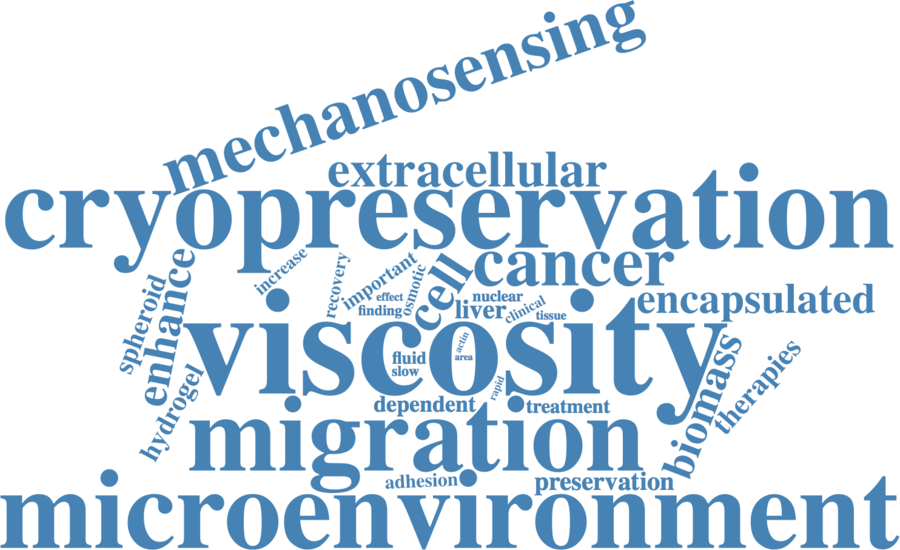 mechanosensing
extracellular
cryopreservation
increase
recovery
important
osmotic
cell
cancer
spheroid
enhance
effect
finding
nuclear
liver
clinical
tissue
encapsulated
viscosity
fluid
slow
actin
area
rapid
hydrogel
dependent
treatment
biomass
therapies
migration
adhesion
preservation
microenvironment